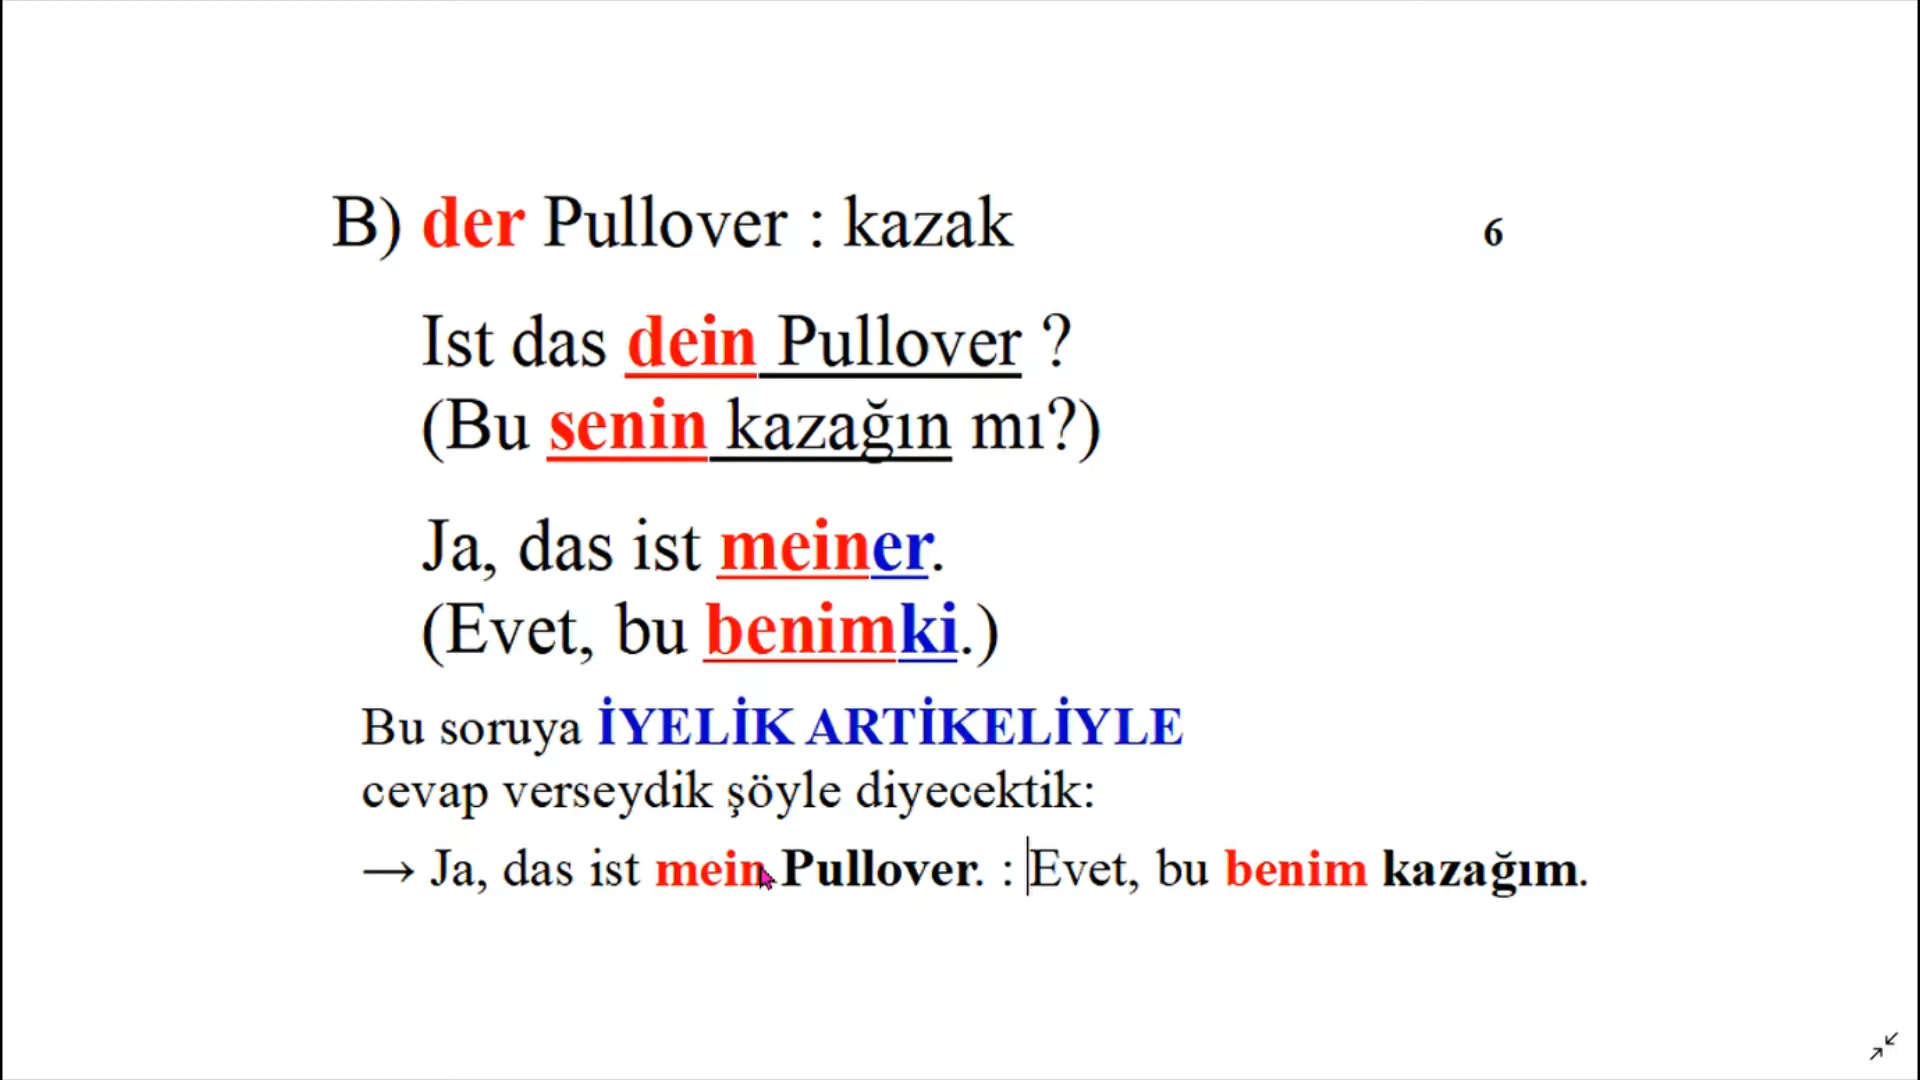 B) der Pullover : kazak 6
Ist das dein Pullover ?
(Bu senin kazağın mı?)
Ja, das ist meiner.
(Evet, bu benimki.)
Bu soruya İYELİK ARTİKELİYLE
cevap verseydik şöyle diyecektik:
→ Ja, das ist mein Pullover. : Evet, bu benim kazağım.